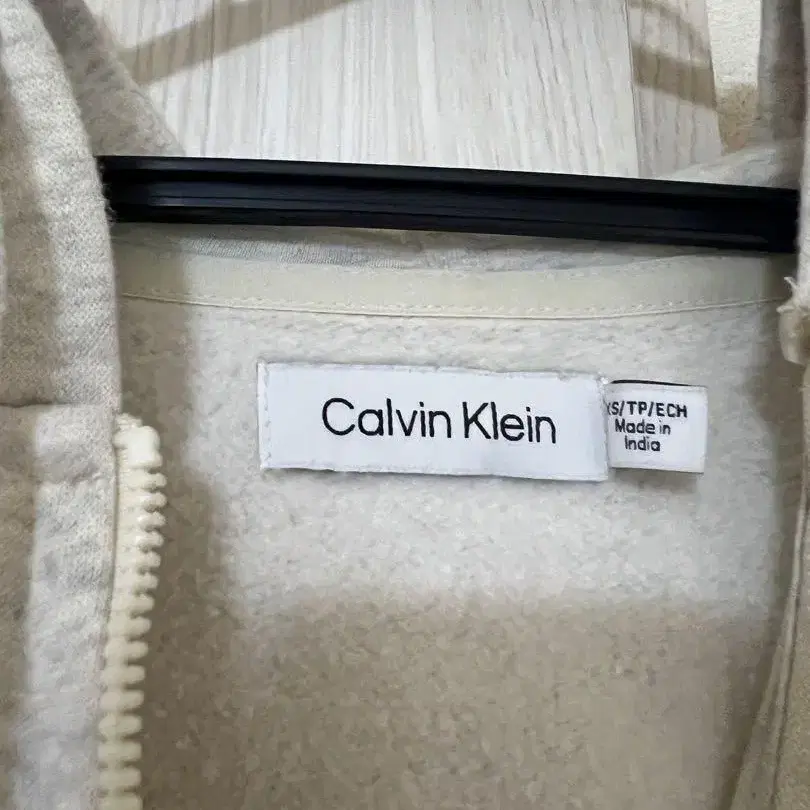 Calvin Klein
XS/TP/ECH
Made in
India